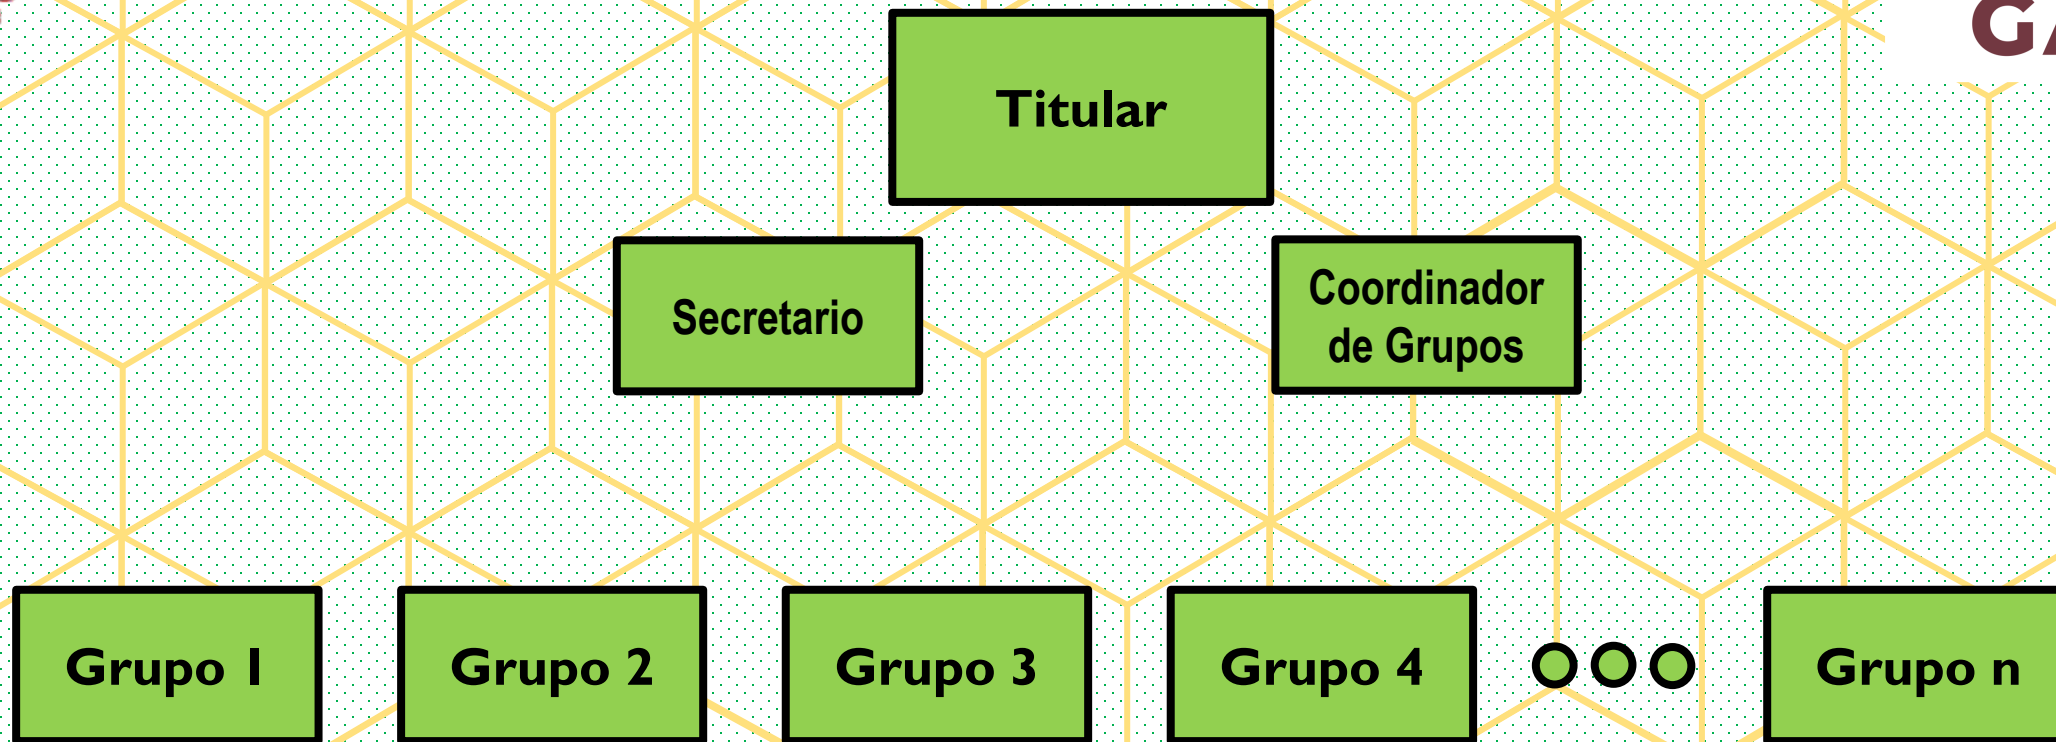 Titular
Secretario
Coordinador
de Grupos
Grupo 1
Grupo 2
Grupo 3
Grupo 4
Grupo n